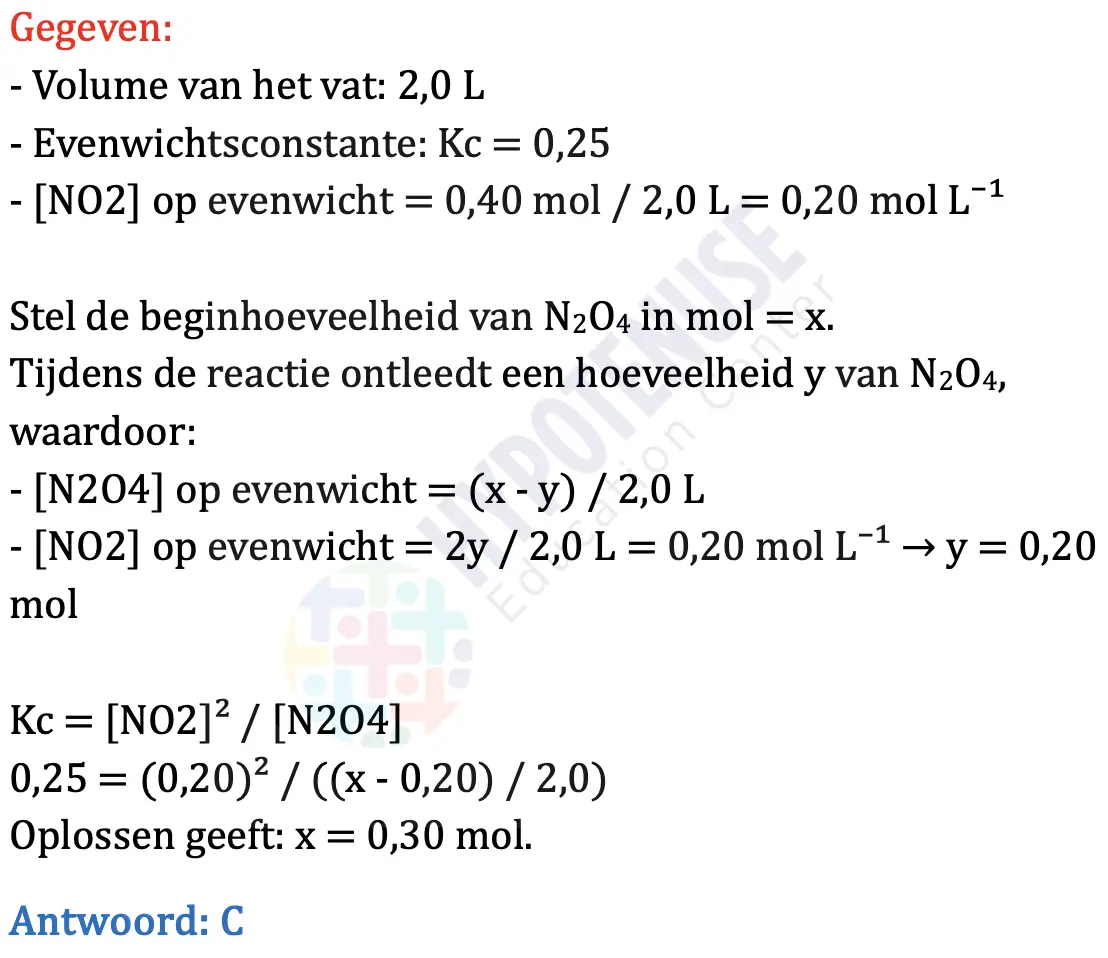 Gegeven:
- Volume van het vat: 2,0 L
- Evenwichtsconstante: Kc = 0,25
- [NO2] op evenwicht = 0,40 mol / 2,0 L = 0,20 mol L⁻¹
Stel de beginhoeveelheid van N₂O₄ in mol = x.
Tijdens de reactie ontleedt een hoeveelheid y van N₂O₄,
waardoor:
- [N2O4] op evenwicht = (x - y) / 2,0 L
- [NO2] op evenwicht = 2y / 2,0 L = 0,20 mol L⁻¹ → y = 0,20
mol
Kc = [NO2]² / [N2O4]
0,25 = (0,20)² / ((x - 0,20) / 2,0)
Oplossen geeft: x = 0,30 mol.
Antwoord: C
HYPOTENUSE
Education Center